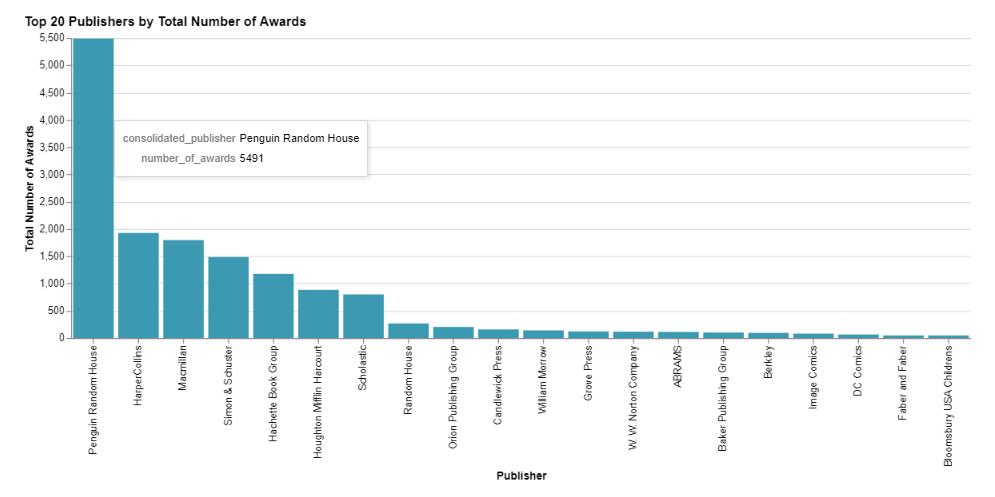 Top 20 Publishers by Total Number of Awards
Total Number of Awards
5,500
5,000
4,500
4,000
3,500
3,000
2,500
2,000
1,500
1,000
500
0
consolidated_publisher Penguin Random House
number_of_awards 5491
Penguin Random House
HarperCollins
Macmillan
Simon & Schuster
Hachette Book Group
Houghton Mifflin Harcourt
Scholastic
Random House
Orion Publishing Group
Candlewick Press
William Morrow
Grove Press
W. W. Norton Company
ABRAMS
Baker Publishing Group
Berkley
Image Comics
DC Comics
Faber and Faber
Bloomsbury USA Childrens
Publisher